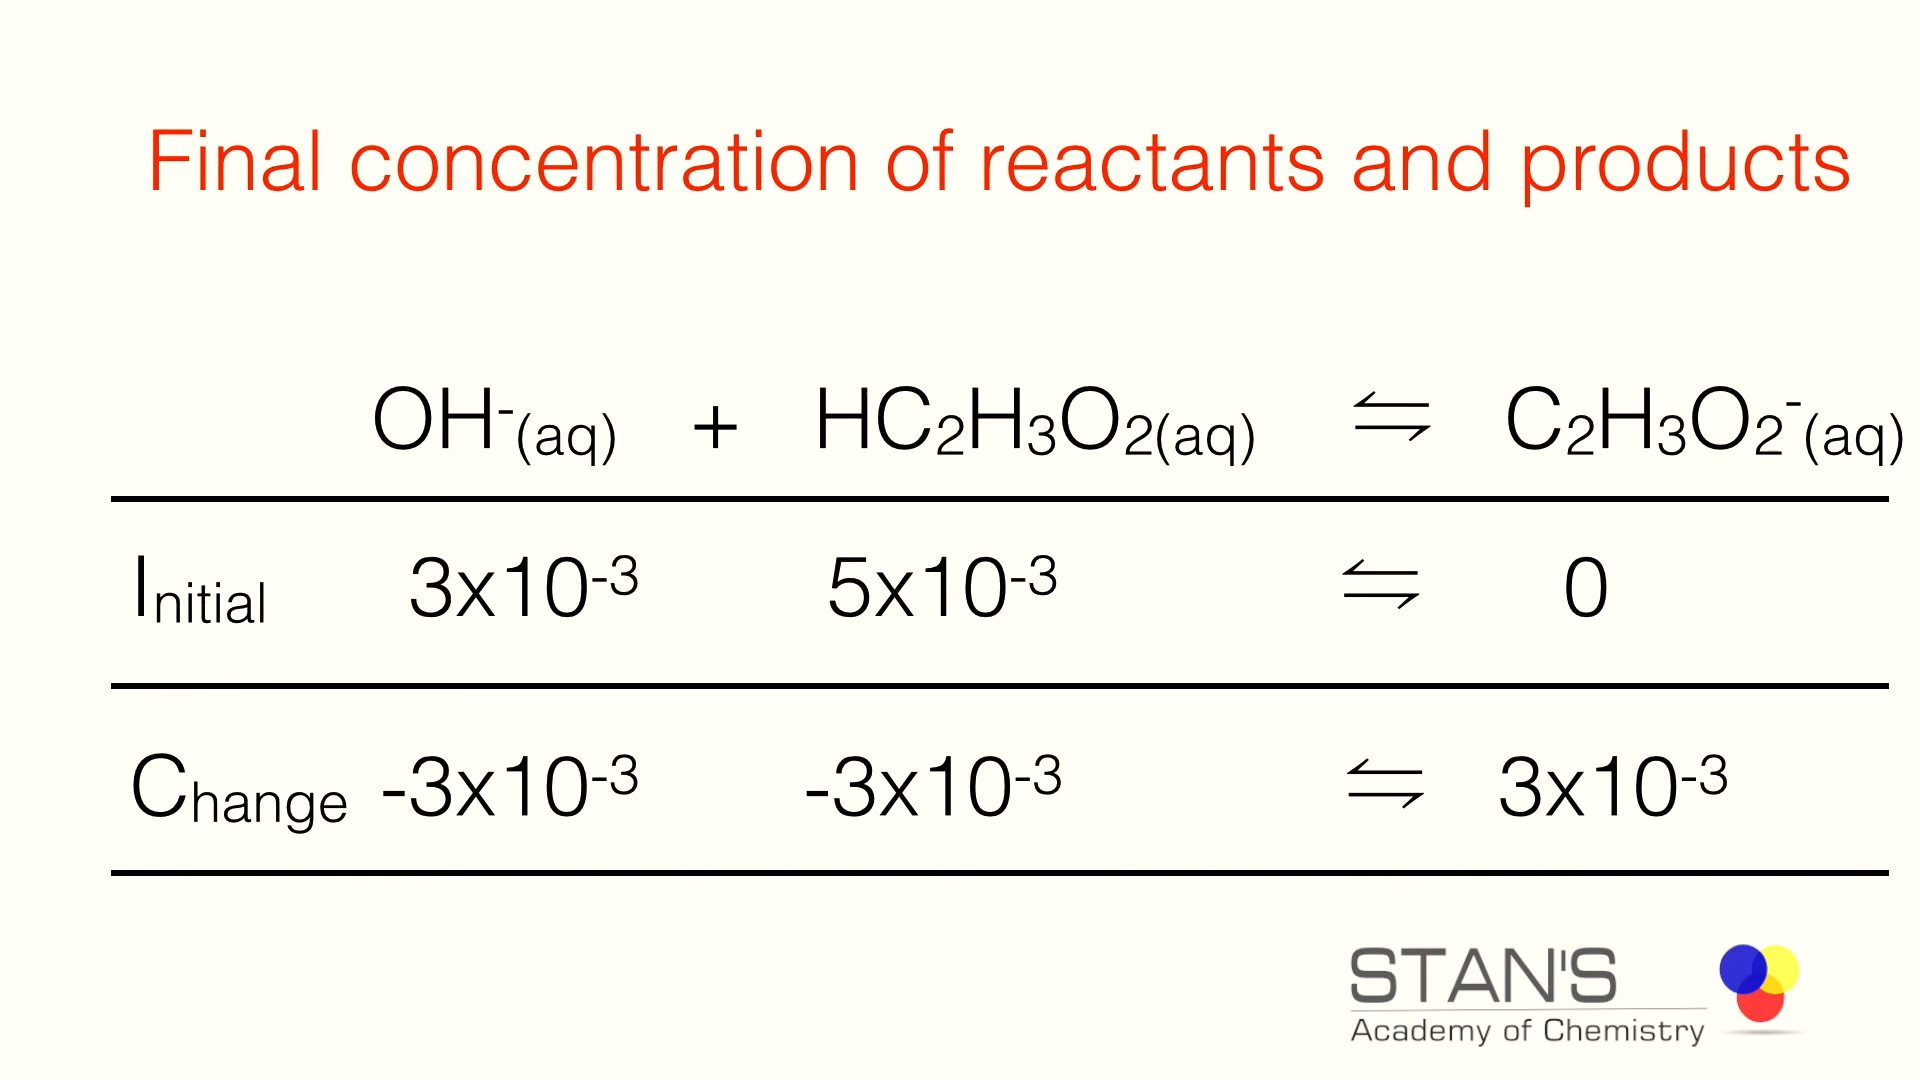 Final concentration of reactants and products
OH⁻(aq) + HC₂H₃O₂(aq) ⇌ C₂H₃O₂⁻(aq)
Initial 3x10⁻³ 5x10⁻³ ⇌ 0
Change -3x10⁻³ -3x10⁻³ ⇌ 3x10⁻³
STAN'S
Academy of Chemistry